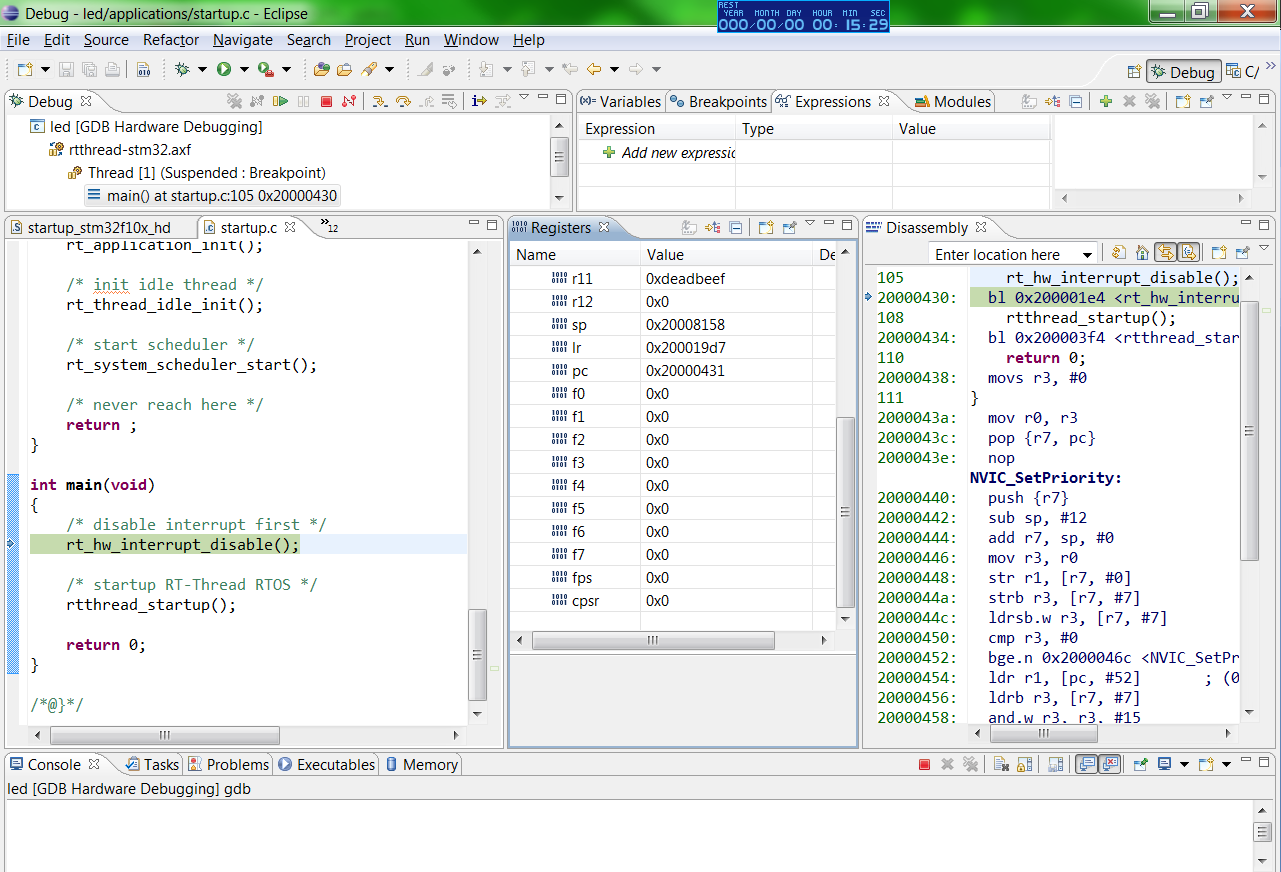 Debug - led/applications/startup.c - Eclipse
REST
YEAR MONTH DAY HOUR MIN SEC
000/00/00 00:15:29
File Edit Source Refactor Navigate Search Project Run Window Help
Debug C/
Debug
led [GDB Hardware Debugging]
rtthread-stm32.axf
Thread [1] (Suspended : Breakpoint)
main() at startup.c:105 0x20000430
Variables Breakpoints Expressions Modules
Expression Type Value
Add new expressic
startup_stm32f10x_hd startup.c 12
rt_application_init();
/* init idle thread */
rt_thread_idle_init();
/* start scheduler */
rt_system_scheduler_start();
/* never reach here */
return ;
}
int main(void)
{
/* disable interrupt first */
rt_hw_interrupt_disable();
/* startup RT-Thread RTOS */
rtthread_startup();
return 0;
}
/*@}*/
Registers
Name Value De
r11 0xdeadbeef
r12 0x0
sp 0x20008158
lr 0x200019d7
pc 0x20000431
f0 0x0
f1 0x0
f2 0x0
f3 0x0
f4 0x0
f5 0x0
f6 0x0
f7 0x0
fps 0x0
cpsr 0x0
Disassembly
Enter location here
105 rt_hw_interrupt_disable();
20000430: bl 0x200001e4 <rt_hw_interru
108 rtthread_startup();
20000434: bl 0x200003f4 <rtthread_star
110 return 0;
20000438: movs r3, #0
111 }
2000043a: mov r0, r3
2000043c: pop {r7, pc}
2000043e: nop
NVIC_SetPriority:
20000440: push {r7}
20000442: sub sp, #12
20000444: add r7, sp, #0
20000446: mov r3, r0
20000448: str r1, [r7, #0]
2000044a: strb r3, [r7, #7]
2000044c: ldrsb.w r3, [r7, #7]
20000450: cmp r3, #0
20000452: bge.n 0x2000046c <NVIC_SetPr
20000454: ldr r1, [pc, #52] ; (0
20000456: ldrb r3, [r7, #7]
20000458: and.w r3, r3, #15
Console Tasks Problems Executables Memory
led [GDB Hardware Debugging] gdb